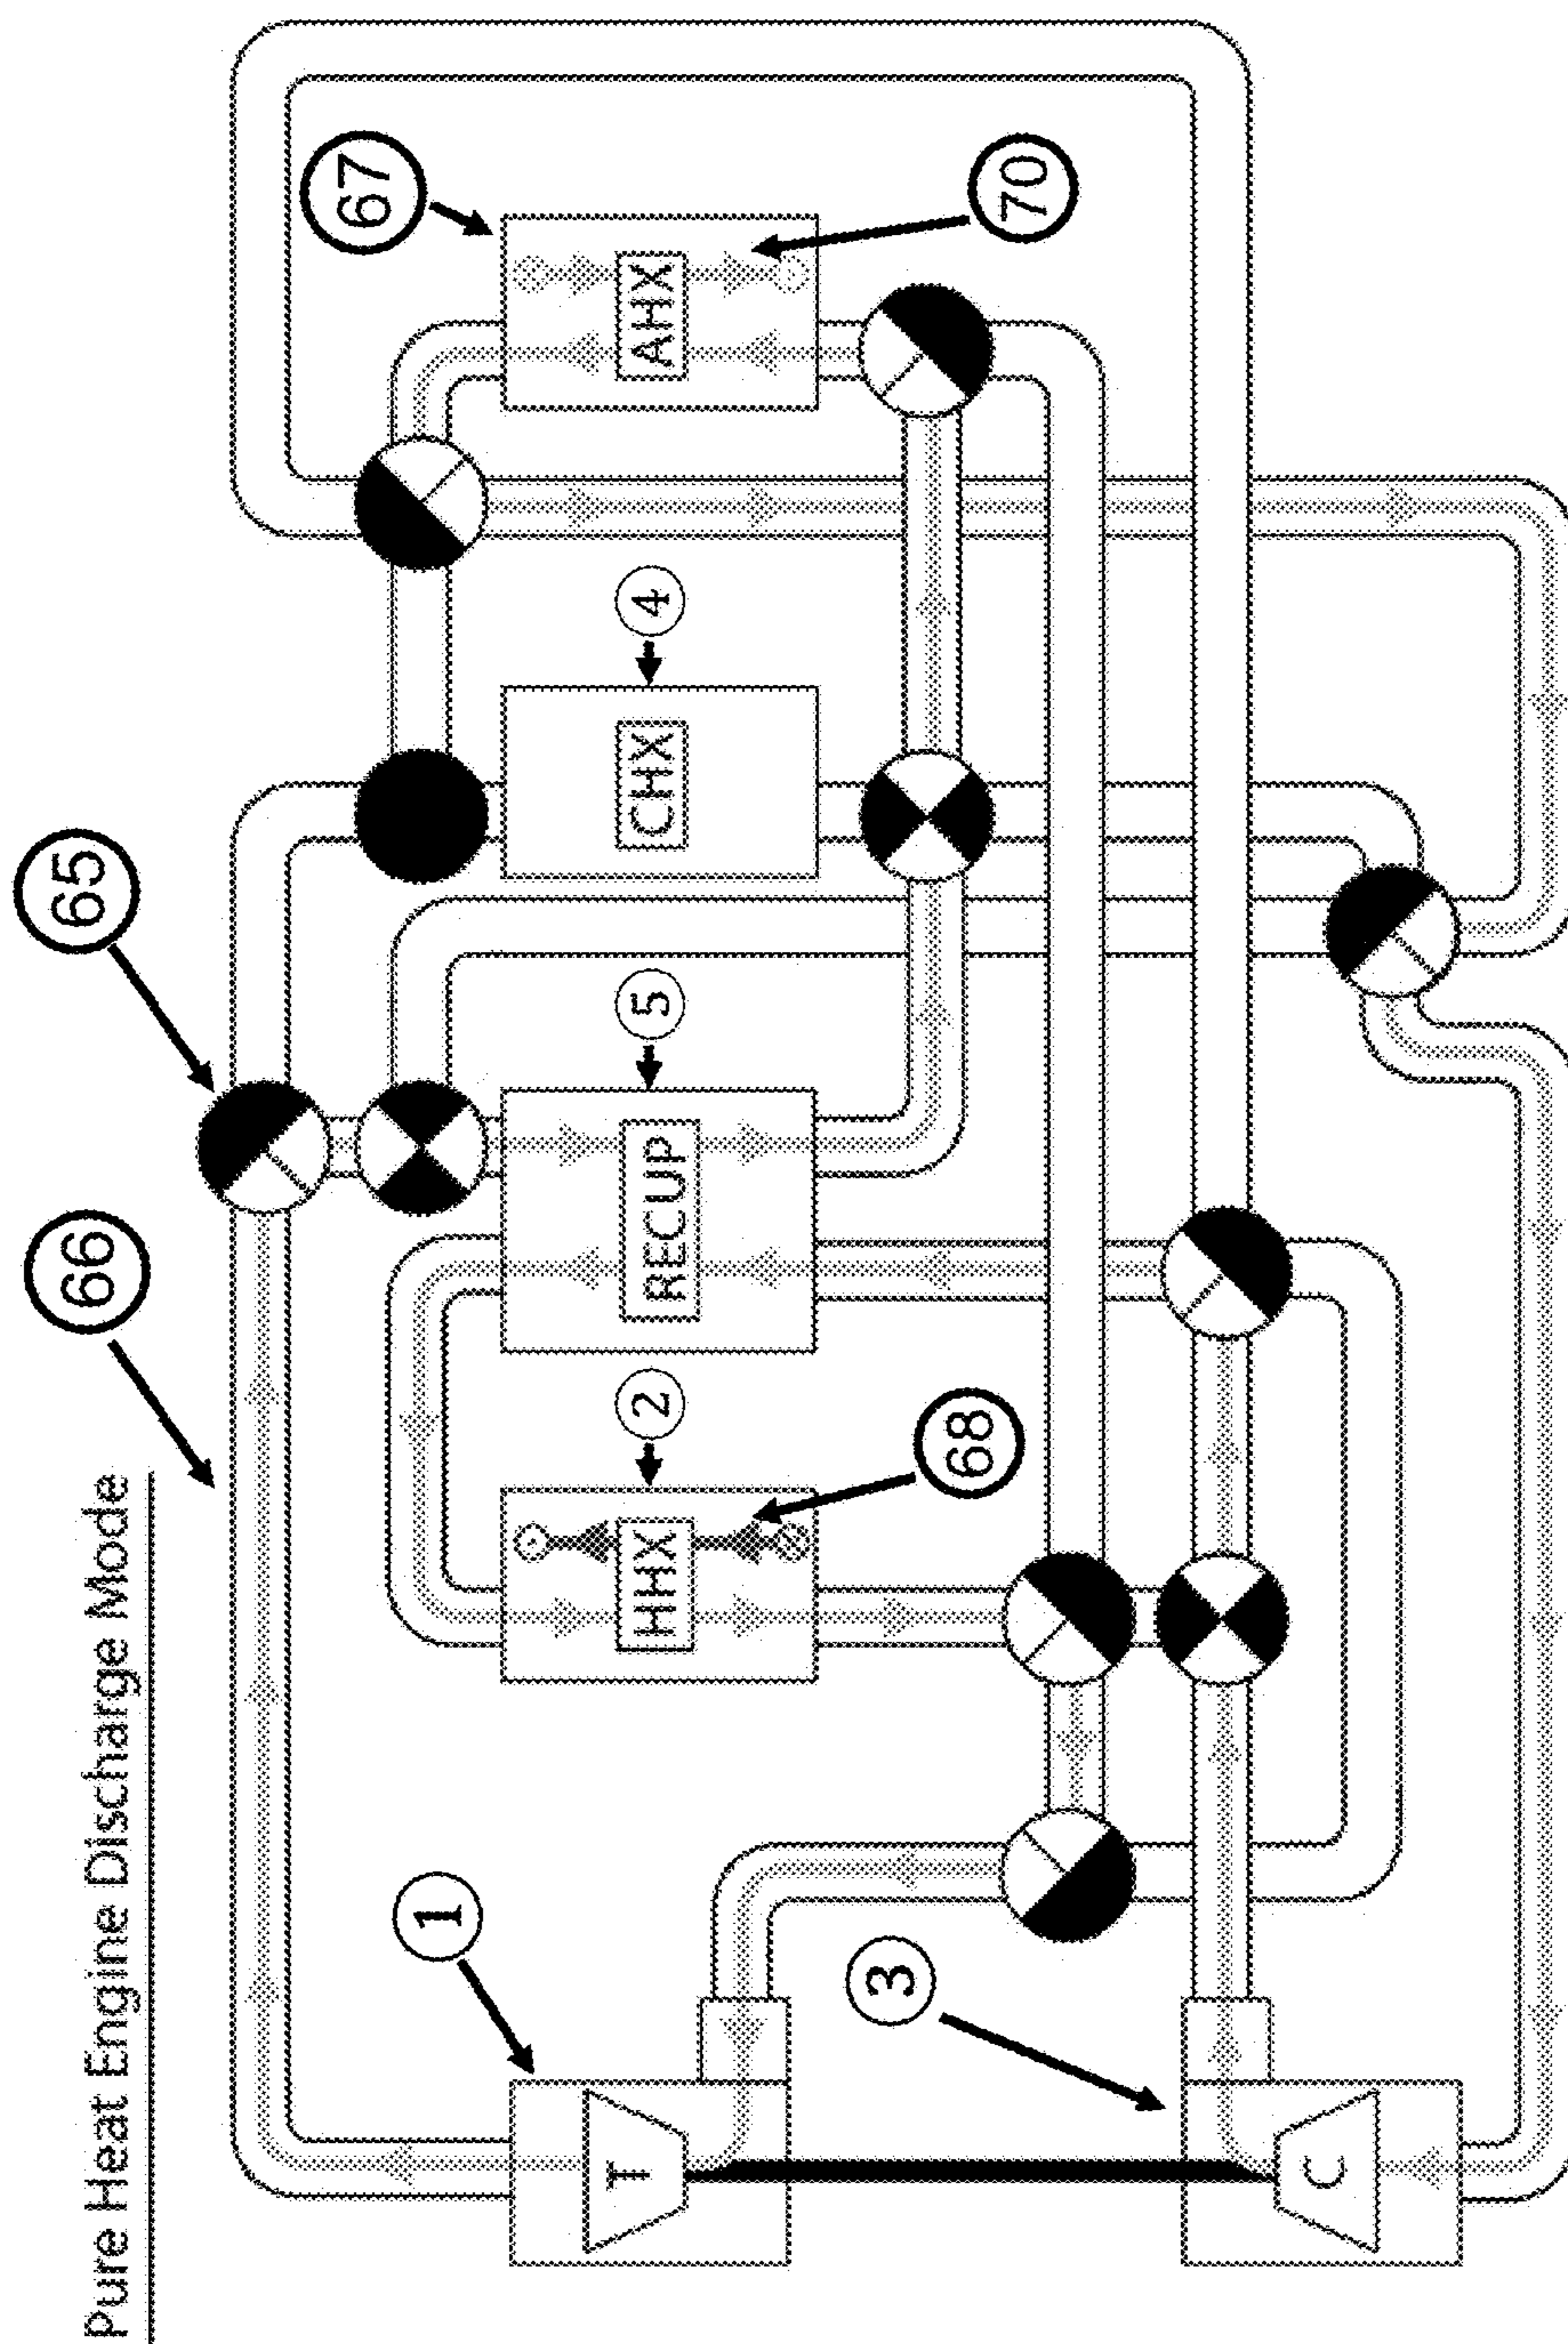 Pure Heat Engine Discharge Mode
66
65
1
T
3
C
2
HHX
68
5
RECUP
4
CHX
67
AHX
70